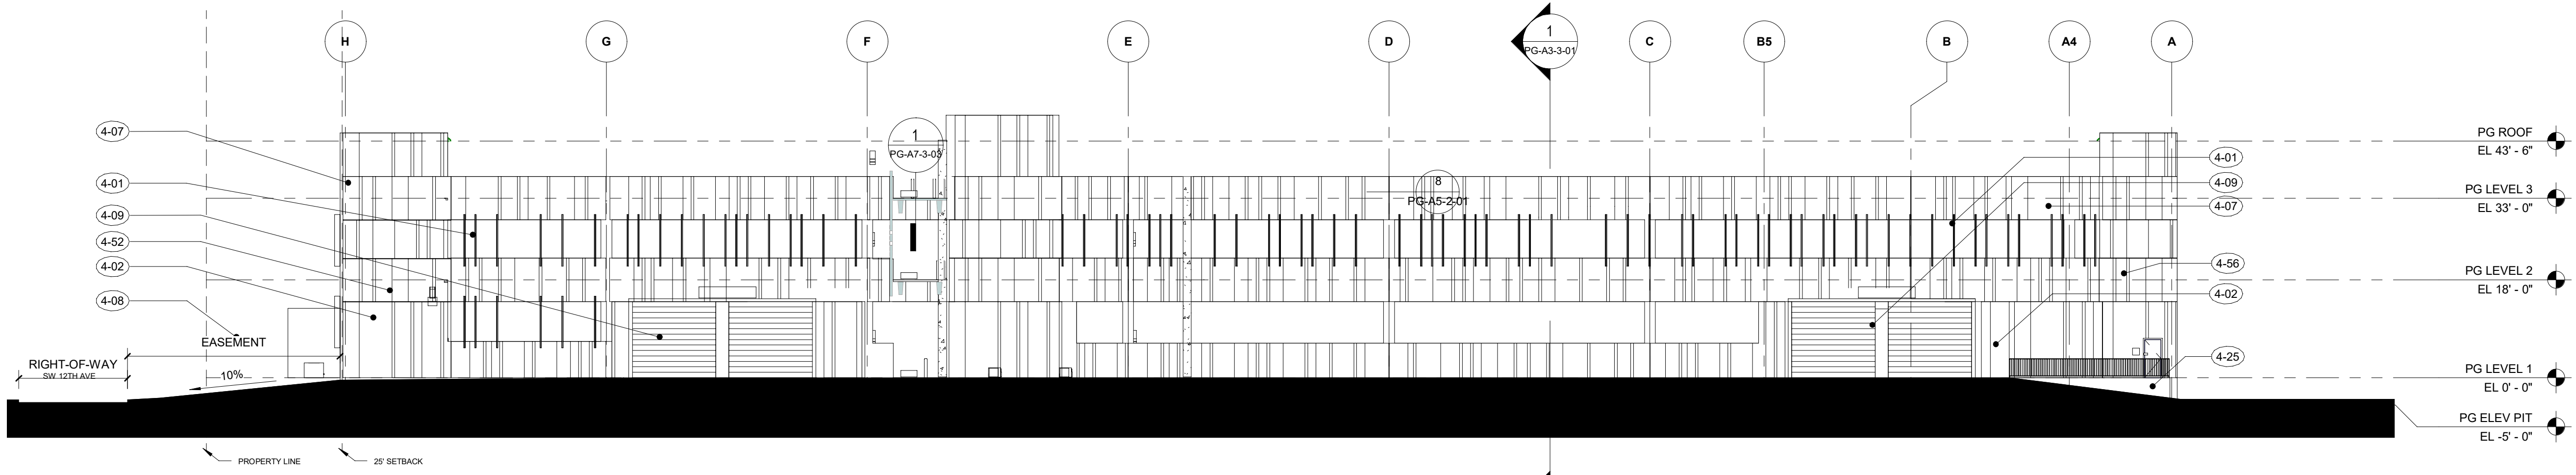 H
G
F
E
D
1
PG-A3-3-01
C
B5
B
A4
A
4-07
4-01
4-09
4-52
4-02
4-08
1
PG-A7-3-03
8
PG-A5-2-01
4-01
4-09
4-07
4-56
4-02
4-25
PG ROOF
EL 43' - 6"
PG LEVEL 3
EL 33' - 0"
PG LEVEL 2
EL 18' - 0"
PG LEVEL 1
EL 0' - 0"
PG ELEV PIT
EL -5' - 0"
EASEMENT
RIGHT-OF-WAY
SW 12TH AVE
10%
PROPERTY LINE
25' SETBACK